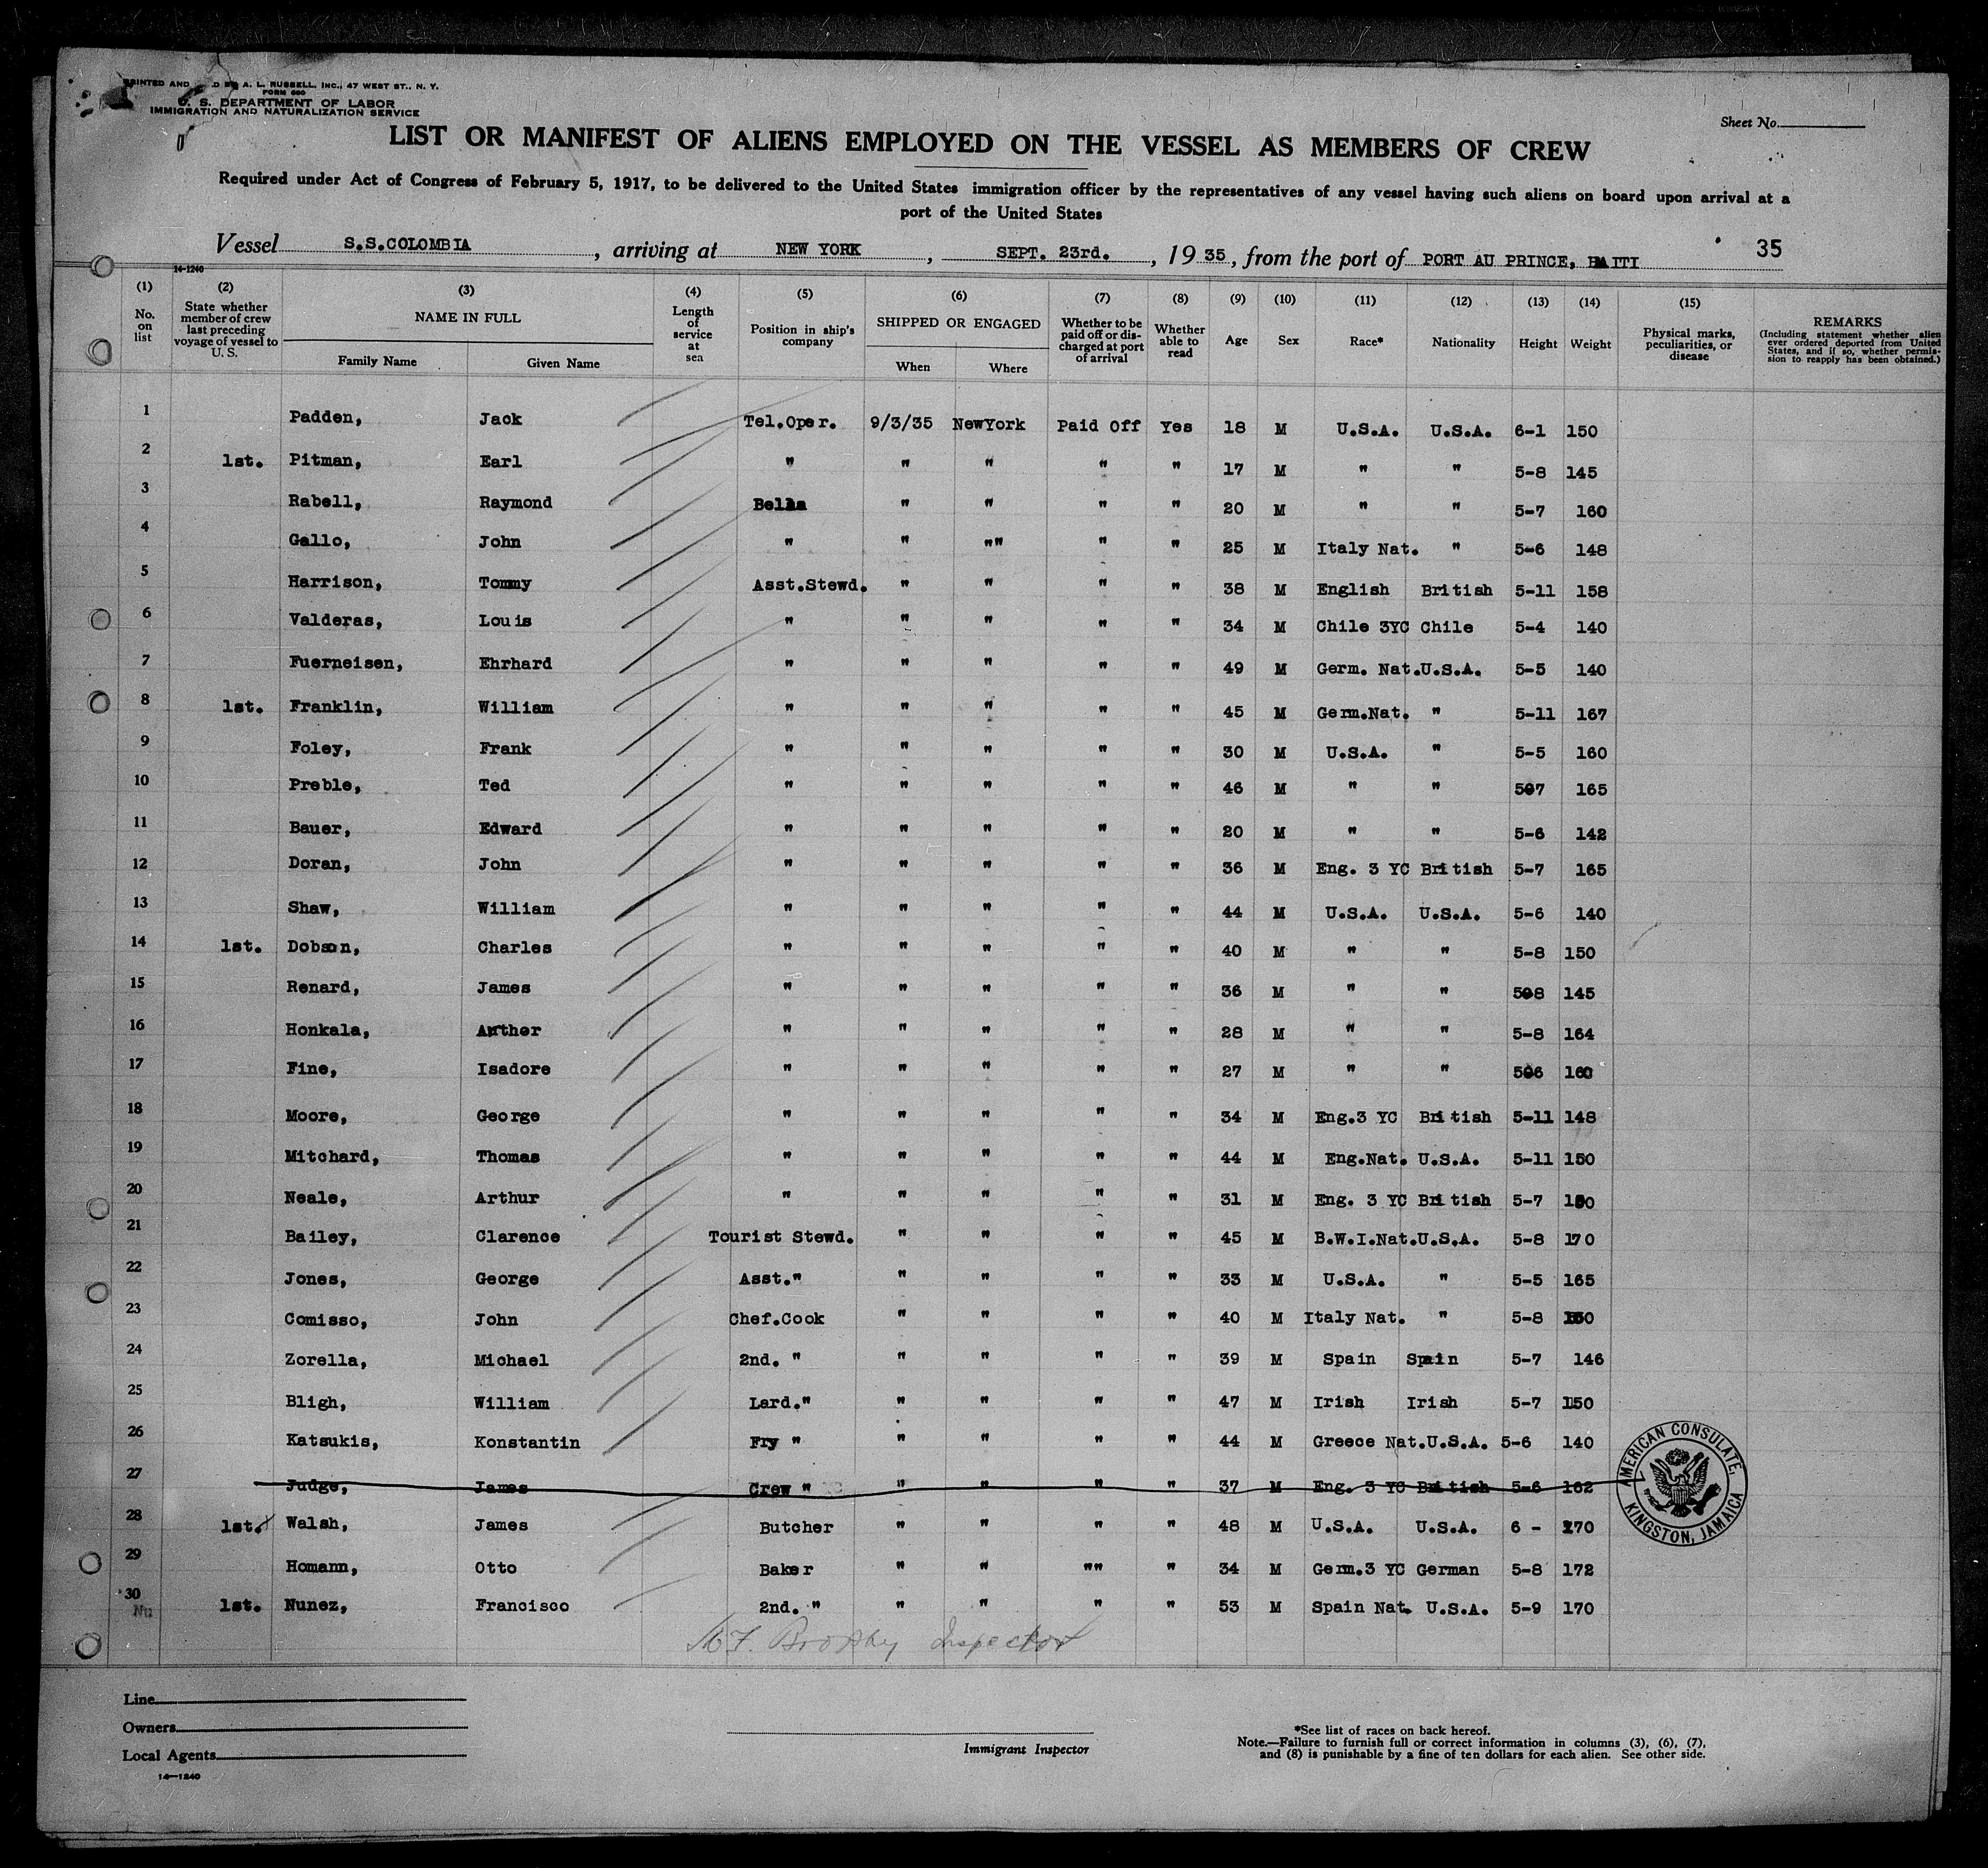 PRINTED AND BY A. L. RUSSELL, INC., 47 WEST ST., N. Y.
FORM 680
U. S. DEPARTMENT OF LABOR
IMMIGRATION AND NATURALIZATION SERVICE
Sheet No.
LIST OR MANIFEST OF ALIENS EMPLOYED ON THE VESSEL AS MEMBERS OF CREW
Required under Act of Congress of February 5, 1917, to be delivered to the United States immigration officer by the representatives of any vessel having such aliens on board upon arrival at a
port of the United States
Vessel S.S.COLOMBIA, arriving at NEW YORK, SEPT. 23rd., 19 35, from the port of PORT AU PRINCE, HAITI 35
14-1240
(1) No. on list (2) State whether member of crew last preceding voyage of vessel to U. S. (3) NAME IN FULL Family Name Given Name (4) Length of service at sea (5) Position in ship's company (6) SHIPPED OR ENGAGED When Where (7) Whether to be paid off or discharged at port of arrival (8) Whether able to read (9) Age (10) Sex (11) Race* (12) Nationality (13) Height (14) Weight (15) Physical marks, peculiarities, or disease REMARKS (Including statement whether alien ever ordered deported from United States, and if so, whether permission to reapply has been obtained.)
1 Padden, Jack Tel.Oper. 9/3/35 NewYork Paid Off Yes 18 M U.S.A. U.S.A. 6-1 150
2 1st. Pitman, Earl " " " " " 17 M " " 5-8 145
3 Rabell, Raymond Bell " " " " 20 M " " 5-7 160
4 Gallo, John " " "" " " 25 M Italy Nat. " 5-6 148
5 Harrison, Tommy Asst.Stewd. " " " " 38 M English British 5-11 158
6 Valderas, Louis " " " " " 34 M Chile 3YC Chile 5-4 140
7 Fuerneisen, Ehrhard " " " " " 49 M Germ. Nat.U.S.A. 5-5 140
8 1st. Franklin, William " " " " " 45 M Germ.Nat. " 5-11 167
9 Foley, Frank " " " " " 30 M U.S.A. " 5-5 160
10 Preble, Ted " " " " " 46 M " " 5-7 165
11 Bauer, Edward " " " " " 20 M " " 5-6 142
12 Doran, John " " " " " 36 M Eng. 3 YC British 5-7 165
13 Shaw, William " " " " " 44 M U.S.A. U.S.A. 5-6 140
14 1st. Dobson, Charles " " " " " 40 M " " 5-8 150
15 Renard, James " " " " " 36 M " " 5-8 145
16 Honkala, Arther " " " " " 28 M " " 5-8 164
17 Fine, Isadore " " " " " 27 M " " 5-6 160
18 Moore, George " " " " " 34 M Eng.3 YC British 5-11 148
19 Mitchard, Thomas " " " " " 44 M Eng.Nat. U.S.A. 5-11 150
20 Neale, Arthur " " " " " 31 M Eng. 3 YC British 5-7
21 Bailey, Clarence Tourist Stewd. " " " " 45 M B.W.I.Nat.U.S.A. 5-8 170
22 Jones, George Asst." " " " " 33 M U.S.A. " 5-5 165
23 Comisso, John Chef.Cook " " " " 40 M Italy Nat. " 5-8
24 Zorella, Michael 2nd. " " " " " 39 M Spain Spain 5-7 146
25 Bligh, William Lard." " " " " 47 M Irish Irish 5-7 150
26 Katsukis, Konstantin Fry " " " " " 44 M Greece Nat.U.S.A. 5-6 140
27 Judge, James Crew " " " " " 37 M Eng. 3 YC British 5-6 162
28 1st. Walsh, James Butcher " " " " 48 M U.S.A. U.S.A. 6 - 170
29 Homann, Otto Baker " " "" " 34 M Germ.3 YC German 5-8 172
30 1st. Nunez, Francisco 2nd. " " " " " 53 M Spain Nat. U.S.A. 5-9 170
Nu
AMERICAN CONSULATE, KINGSTON, JAMAICA
Inspector
Line
Owners
Local Agents
14—1240
Immigrant Inspector
*See list of races on back hereof.
Note.—Failure to furnish full or correct information in columns (3), (6), (7),
and (8) is punishable by a fine of ten dollars for each alien. See other side.